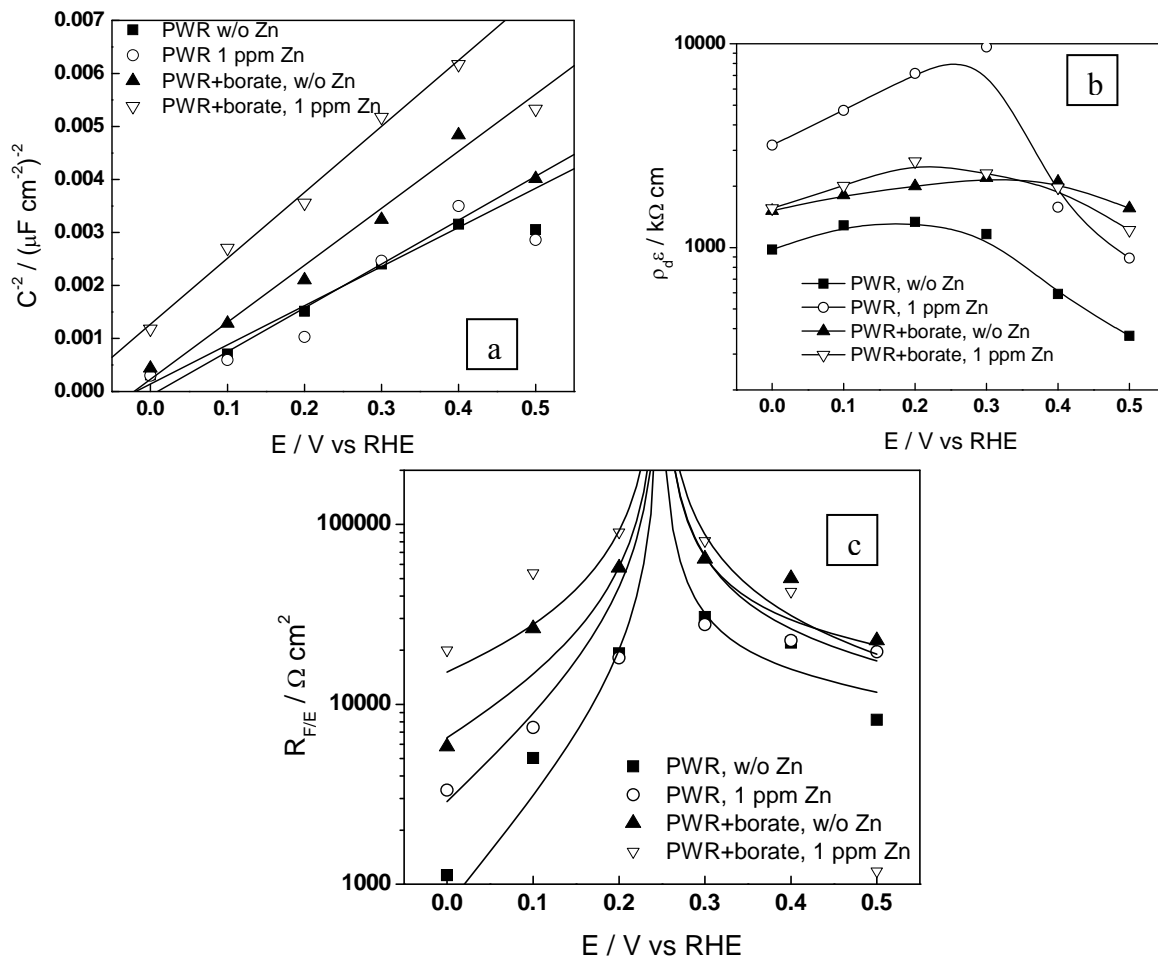 0.007
0.006
0.005
0.004
0.003
0.002
0.001
0.000
C⁻² / (μF cm⁻²)⁻²
PWR w/o Zn
PWR 1 ppm Zn
PWR+borate, w/o Zn
PWR+borate, 1 ppm Zn
a
0.0 0.1 0.2 0.3 0.4 0.5
E / V vs RHE
10000
1000
ρ_dε / kΩ cm
b
PWR, w/o Zn
PWR, 1 ppm Zn
PWR+borate, w/o Zn
PWR+borate, 1 ppm Zn
0.0 0.1 0.2 0.3 0.4 0.5
E / V vs RHE
100000
10000
1000
R_F/E / Ω cm²
c
PWR, w/o Zn
PWR, 1 ppm Zn
PWR+borate, w/o Zn
PWR+borate, 1 ppm Zn
0.0 0.1 0.2 0.3 0.4 0.5
E / V vs RHE